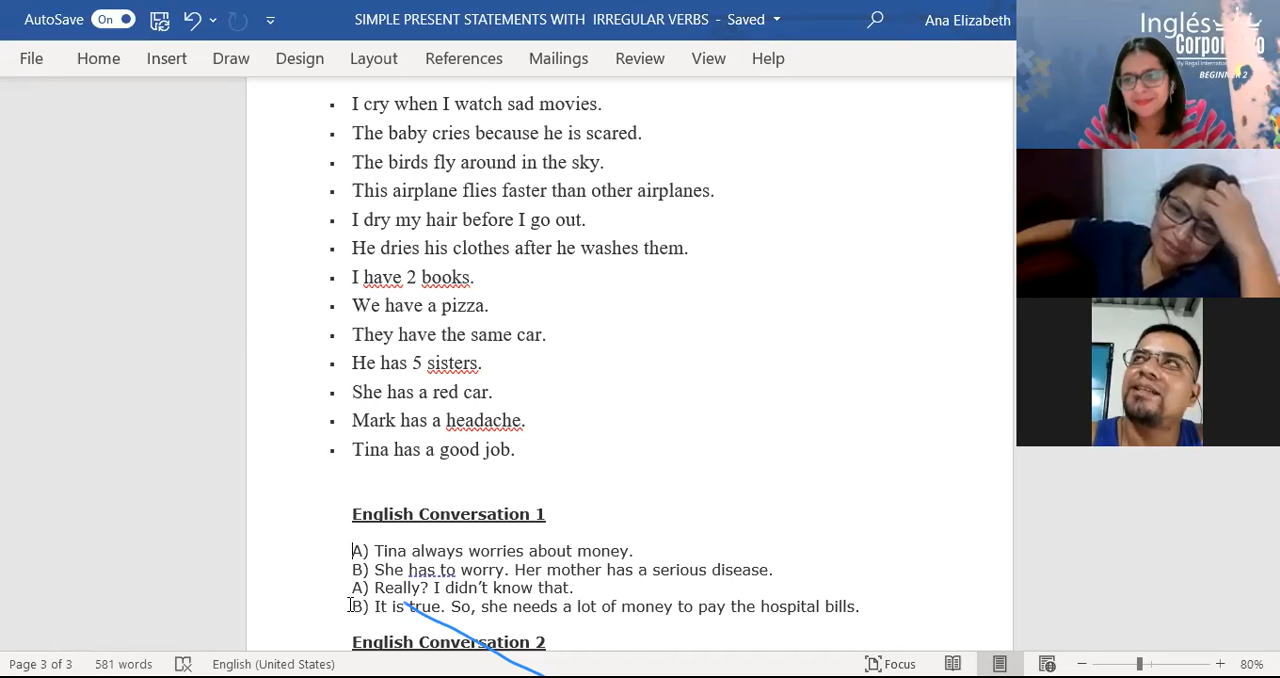 AutoSave On SIMPLE PRESENT STATEMENTS WITH IRREGULAR VERBS - Saved Ana Elizabeth
File Home Insert Draw Design Layout References Mailings Review View Help
I cry when I watch sad movies.
The baby cries because he is scared.
The birds fly around in the sky.
This airplane flies faster than other airplanes.
I dry my hair before I go out.
He dries his clothes after he washes them.
I have 2 books.
We have a pizza.
They have the same car.
He has 5 sisters.
She has a red car.
Mark has a headache.
Tina has a good job.
English Conversation 1
A) Tina always worries about money.
B) She has to worry. Her mother has a serious disease.
A) Really? I didn’t know that.
B) It is true. So, she needs a lot of money to pay the hospital bills.
English Conversation 2
Page 3 of 3 581 words English (United States) Focus 80%
Inglés
Corporativo
By Regal International
BEGINNER 2